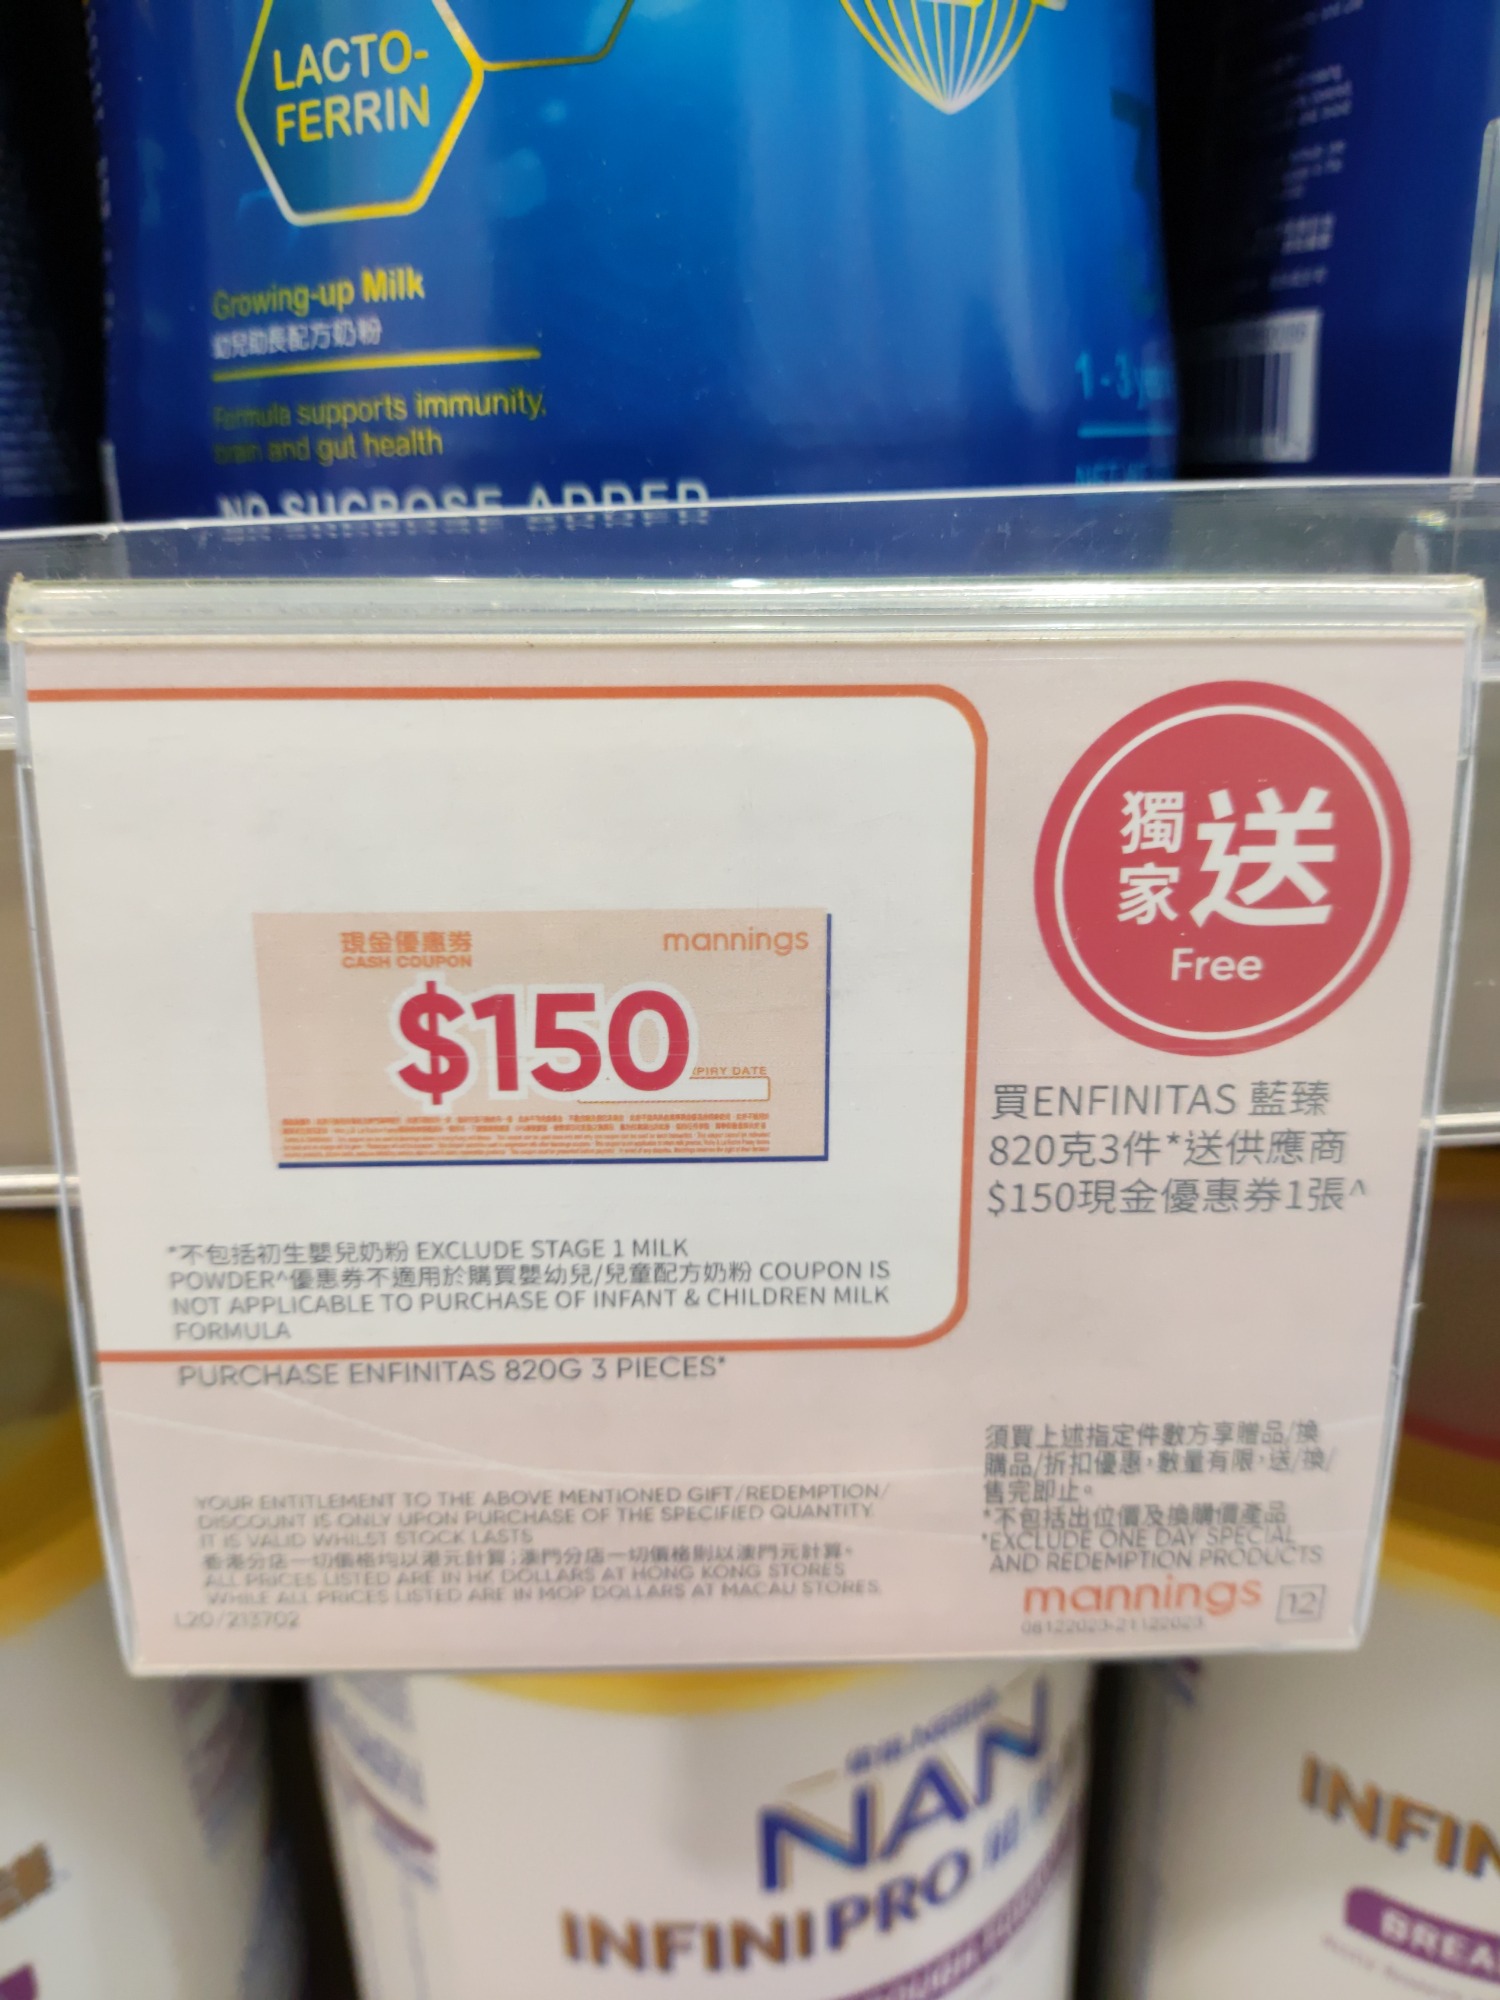 LACTO-
FERRIN
Growing-up Milk
幼兒助長配方奶粉
Formula supports immunity,
brain and gut health
NO SUCROSE ADDED
1-3
獨家送
Free
現金優惠券
CASH COUPON
mannings
$150
PIRY DATE
買ENFINITAS 藍臻
820克3件*送供應商
$150現金優惠券1張^
*不包括初生嬰兒奶粉 EXCLUDE STAGE 1 MILK
POWDER^優惠券不適用於購買嬰幼兒/兒童配方奶粉 COUPON IS
NOT APPLICABLE TO PURCHASE OF INFANT & CHILDREN MILK
FORMULA
PURCHASE ENFINITAS 820G 3 PIECES*
須買上述指定件數方享贈品/換
購品/折扣優惠，數量有限，送/換/
售完即止。
*不包括出位價及換購價產品
*EXCLUDE ONE DAY SPECIAL
AND REDEMPTION PRODUCTS
YOUR ENTITLEMENT TO THE ABOVE MENTIONED GIFT/REDEMPTION/
DISCOUNT IS ONLY UPON PURCHASE OF THE SPECIFIED QUANTITY.
IT IS VALID WHILST STOCK LASTS
香港分店一切價格均以港元計算；澳門分店一切價格則以澳門元計算。
ALL PRICES LISTED ARE IN HK DOLLARS AT HONG KONG STORES
WHILE ALL PRICES LISTED ARE IN MOP DOLLARS AT MACAU STORES.
L20/213702
mannings 12
08122023-21122023
NAN
INFINIPRO
INFIN
BREA